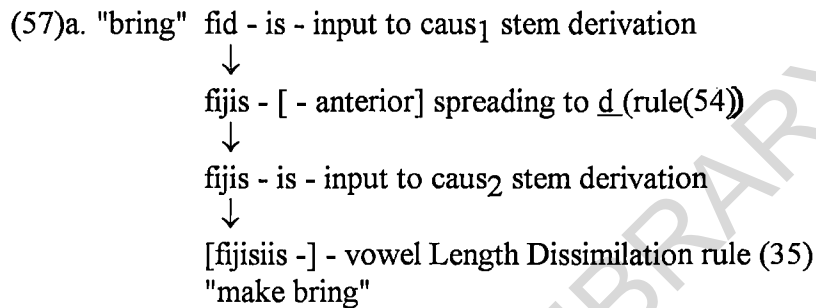 (57)a. "bring" fid - is - input to caus₁ stem derivation
↓
fijis - [ - anterior] spreading to d (rule(54))
↓
fijis - is - input to caus₂ stem derivation
↓
[fijisiis -] - vowel Length Dissimilation rule (35)
"make bring"